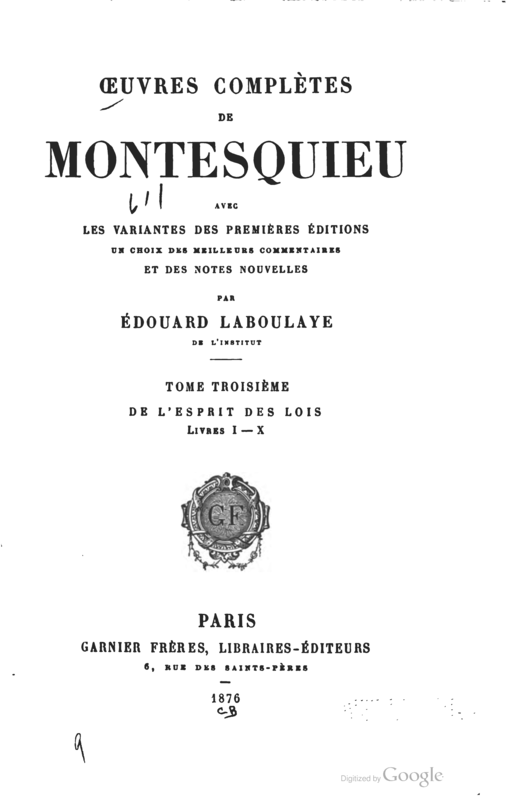 ŒUVRES COMPLÈTES
DE
MONTESQUIEU
AVEC
LES VARIANTES DES PREMIÈRES ÉDITIONS
UN CHOIX DES MEILLEURS COMMENTAIRES
ET DES NOTES NOUVELLES
PAR
ÉDOUARD LABOULAYE
DE L'INSTITUT
TOME TROISIÈME
DE L'ESPRIT DES LOIS
LIVRES I — X
GF
PARIS
GARNIER FRÈRES, LIBRAIRES-ÉDITEURS
6, RUE DES SAINTS-PÈRES
1876
CB
9
Digitized by Google